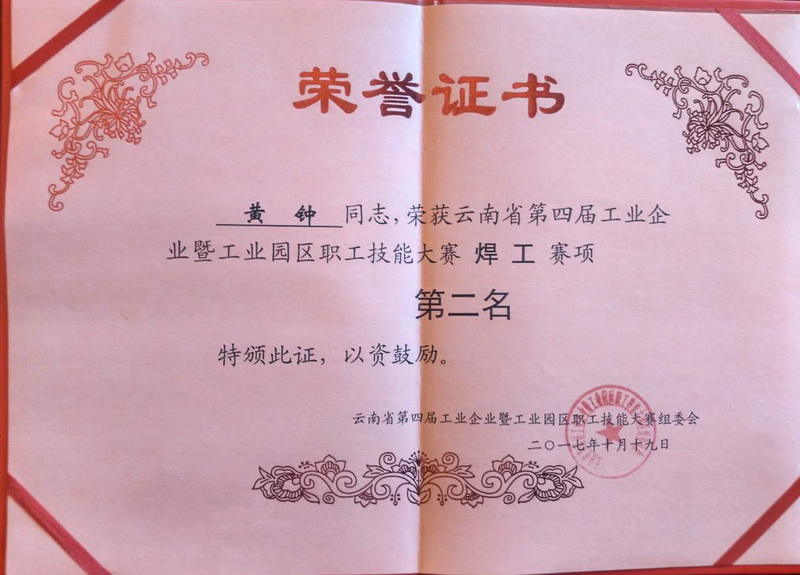 荣誉证书
黄 钟 同志，荣获云南省第四届工业企
业暨工业园区职工技能大赛 焊 工 赛项
第二名
特颁此证，以资鼓励。
云南省第四届工业企业暨工业园区职工技能大赛组委会
二〇一七年十月十九日